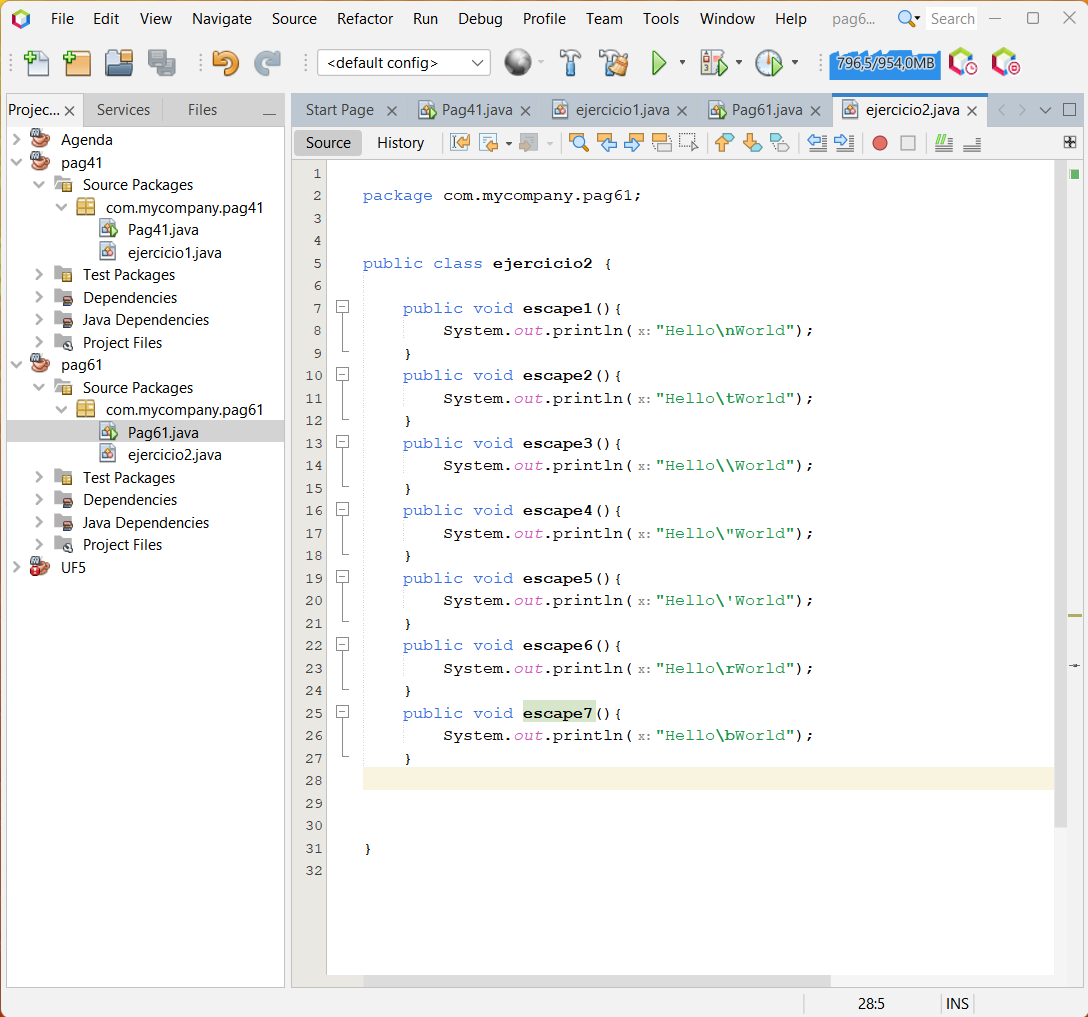 File Edit View Navigate Source Refactor Run Debug Profile Team Tools Window Help pag6... Search
<default config> 796,5/954,0MB
Projec... Services Files
Start Page Pag41.java ejercicio1.java Pag61.java ejercicio2.java
Source History
Agenda
pag41
Source Packages
com.mycompany.pag41
Pag41.java
ejercicio1.java
Test Packages
Dependencies
Java Dependencies
Project Files
pag61
Source Packages
com.mycompany.pag61
Pag61.java
ejercicio2.java
Test Packages
Dependencies
Java Dependencies
Project Files
UF5
1
2 package com.mycompany.pag61;
3
4
5 public class ejercicio2 {
6
7 public void escape1(){
8 System.out.println(x:"Hello\nWorld");
9 }
10 public void escape2(){
11 System.out.println(x:"Hello\tWorld");
12 }
13 public void escape3(){
14 System.out.println(x:"Hello\\World");
15 }
16 public void escape4(){
17 System.out.println(x:"Hello\"World");
18 }
19 public void escape5(){
20 System.out.println(x:"Hello\'World");
21 }
22 public void escape6(){
23 System.out.println(x:"Hello\rWorld");
24 }
25 public void escape7(){
26 System.out.println(x:"Hello\bWorld");
27 }
28
29
30
31 }
32
28:5 INS